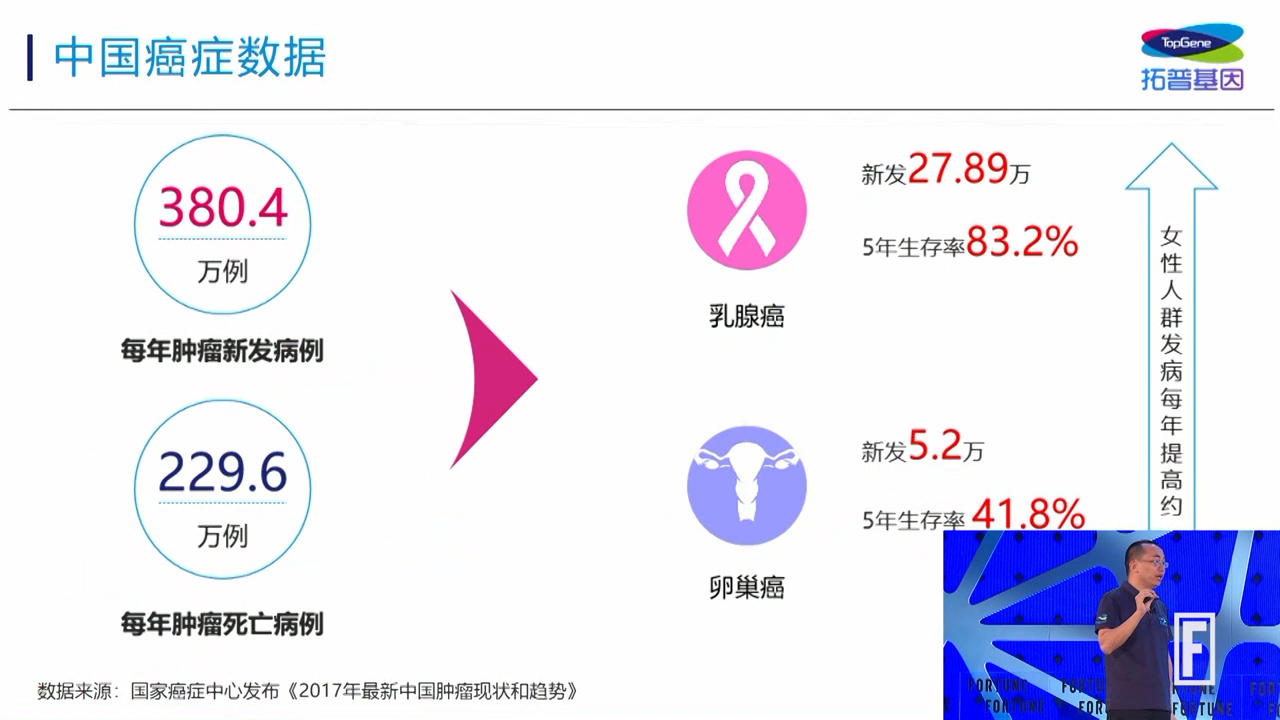 中国癌症数据
TopGene
拓普基因
380.4
万例
每年肿瘤新发病例
229.6
万例
每年肿瘤死亡病例
新发27.89万
5年生存率83.2%
乳腺癌
新发5.2万
5年生存率 41.8%
卵巢癌
女性人群发病每年提高约
数据来源：国家癌症中心发布《2017年最新中国肿瘤现状和趋势》
F
FORTUNE
FORTUNE
FORTUNE